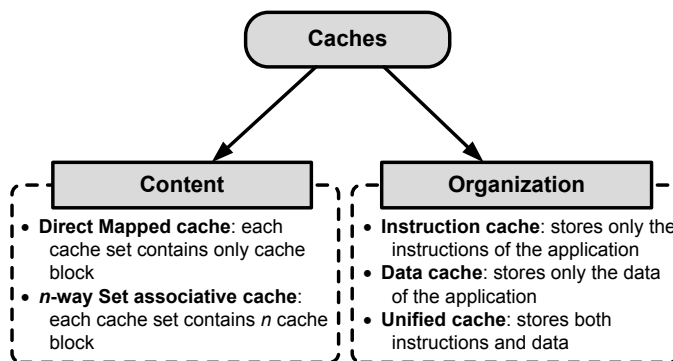 Caches
Content
• Direct Mapped cache: each
cache set contains only cache
block
• n-way Set associative cache:
each cache set contains n cache
block
Organization
• Instruction cache: stores only the
instructions of the application
• Data cache: stores only the data
of the application
• Unified cache: stores both
instructions and data